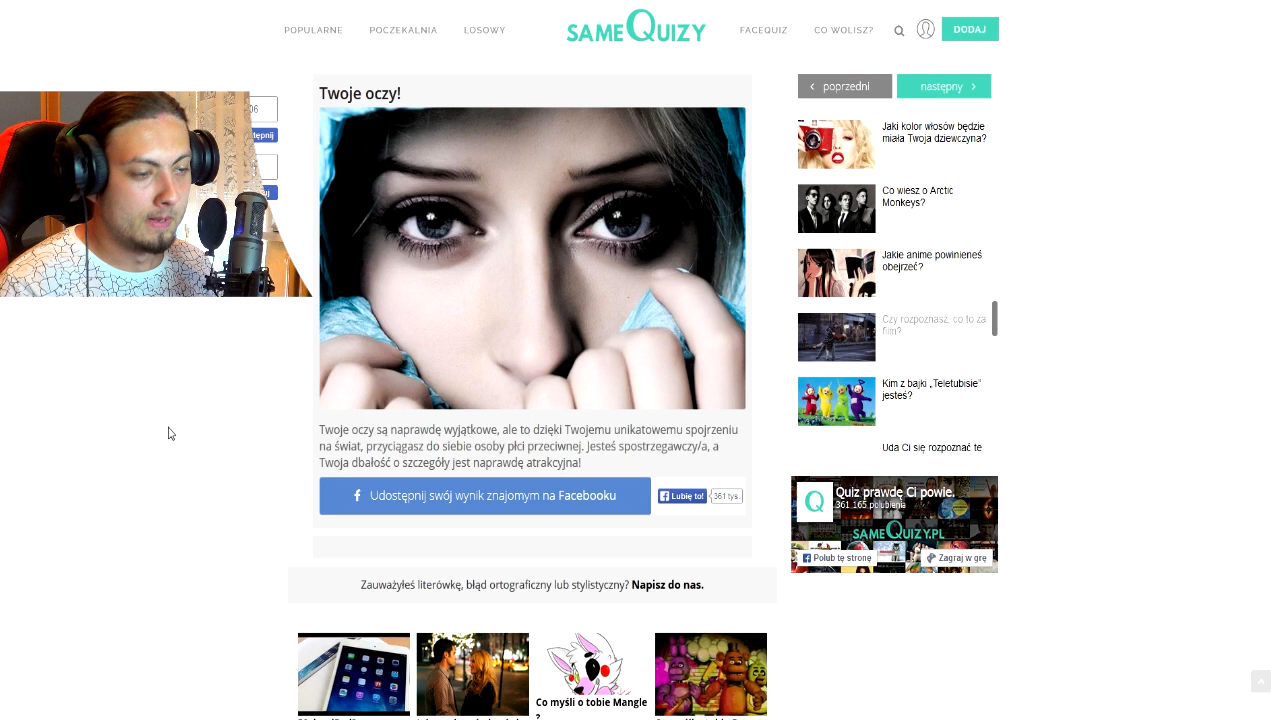 POPULARNE
POCZEKALNIA
LOSOWY
SAMEQUIZY
FACEQUIZ
CO WOLISZ?
DODAJ
Twoje oczy!
Twoje oczy są naprawdę wyjątkowe, ale to dzięki Twojemu unikatowemu spojrzeniu
na świat, przyciągasz do siebie osoby płci przeciwnej. Jesteś spostrzegawczy/a, a
Twoja dbałość o szczegóły jest naprawdę atrakcyjna!
Udostępnij swój wynik znajomym na Facebooku
Lubię to!
361 tys.
Zauważyłeś literówkę, błąd ortograficzny lub stylistyczny? Napisz do nas.
Co myśli o tobie Mangle
?
poprzedni
następny
Jaki kolor włosów będzie
miała Twoja dziewczyna?
Co wiesz o Arctic
Monkeys?
Jakie anime powinieneś
obejrzeć?
Czy rozpoznasz, co to za
film?
Kim z bajki „Teletubisie"
jesteś?
Uda Ci się rozpoznać te
Q
Quiz prawdę Ci powie.
361 165 polubienia
SAMEQUIZY.PL
Polub tę stronę
Zagraj w grę